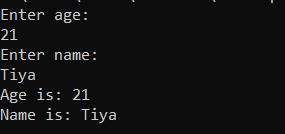 Enter age:
21
Enter name:
Tiya
Age is: 21
Name is: Tiya